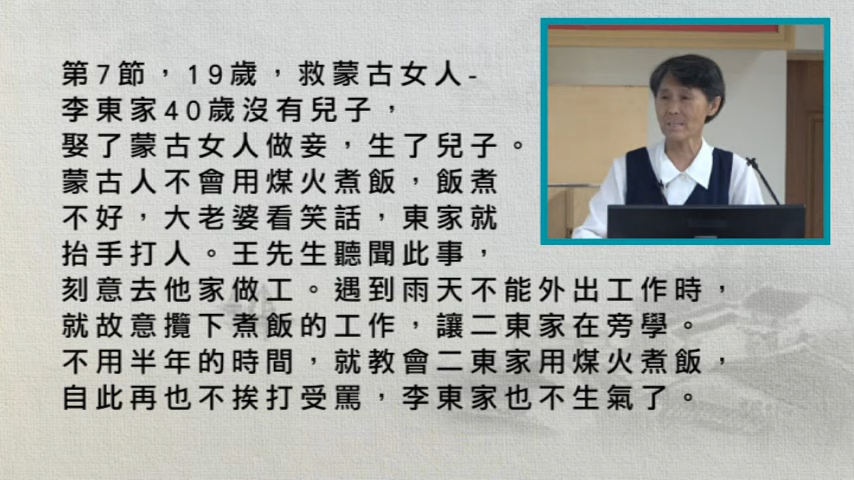 第7節，19歲，救蒙古女人-
李東家40歲沒有兒子，
娶了蒙古女人做妾，生了兒子。
蒙古人不會用煤火煮飯，飯煮
不好，大老婆看笑話，東家就
抬手打人。王先生聽聞此事，
刻意去他家做工。遇到雨天不能外出工作時，
就故意攬下煮飯的工作，讓二東家在旁學。
不用半年的時間，就教會二東家用煤火煮飯，
自此再也不挨打受罵，李東家也不生氣了。